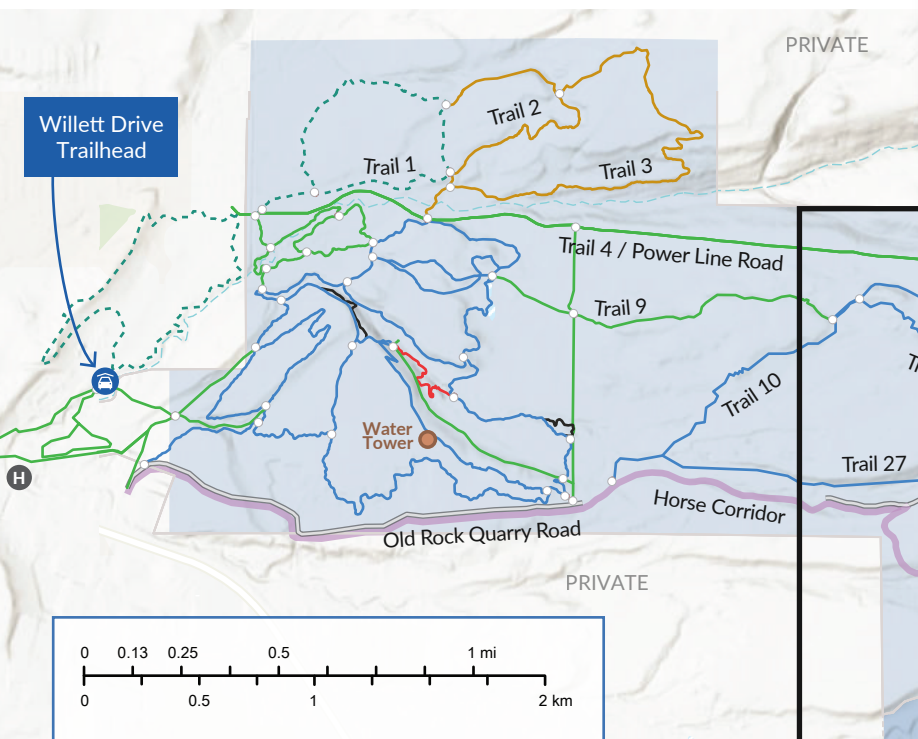 PRIVATE
Willett Drive
Trailhead
Trail 2
Trail 1
Trail 3
Trail 4 / Power Line Road
Trail 9
Tr
Trail 10
Water
Tower
Trail 27
H
Horse Corridor
Old Rock Quarry Road
PRIVATE
0 0.13 0.25 0.5 1 mi
0 0.5 1 2 km